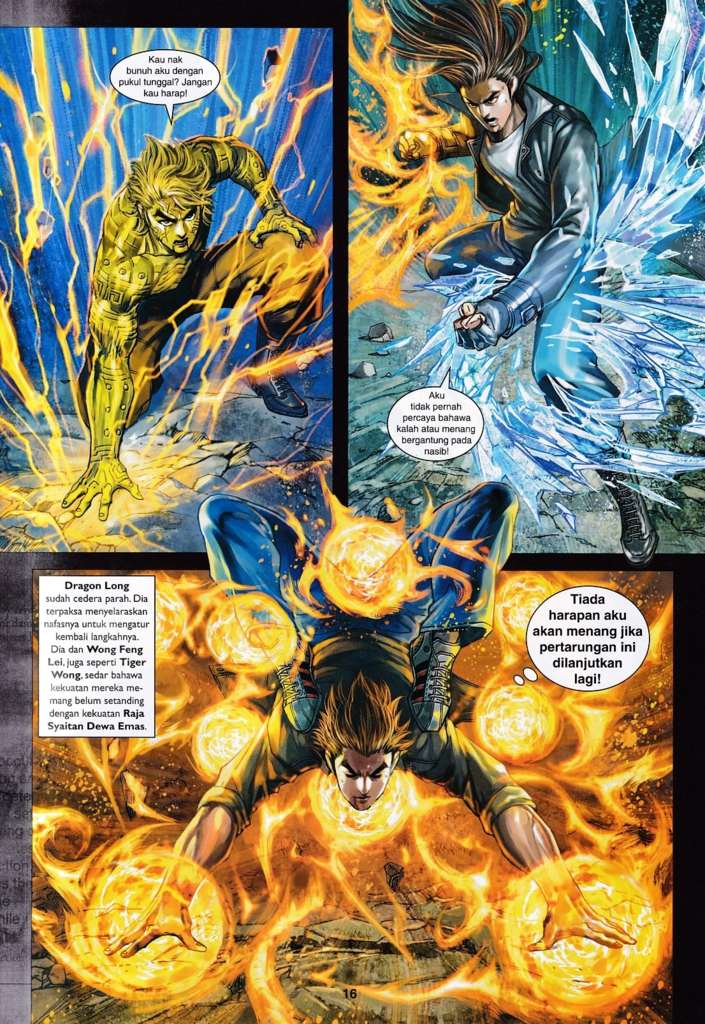 Kau nak
bunuh aku dengan
pukul tunggal? Jangan
kau harap!
Aku
tidak pernah
percaya bahawa
kalah atau menang
bergantung pada
nasib!
Dragon Long
sudah cedera parah. Dia
terpaksa menyelaraskan
nafasnya untuk mengatur
kembali langkahnya.
Dia dan Wong Feng
Lei, juga seperti Tiger
Wong, sedar bahawa
kekuatan mereka me-
mang belum setanding
dengan kekuatan Raja
Syaitan Dewa Emas.
Tiada
harapan aku
akan menang jika
pertarungan ini
dilanjutkan
lagi!
16